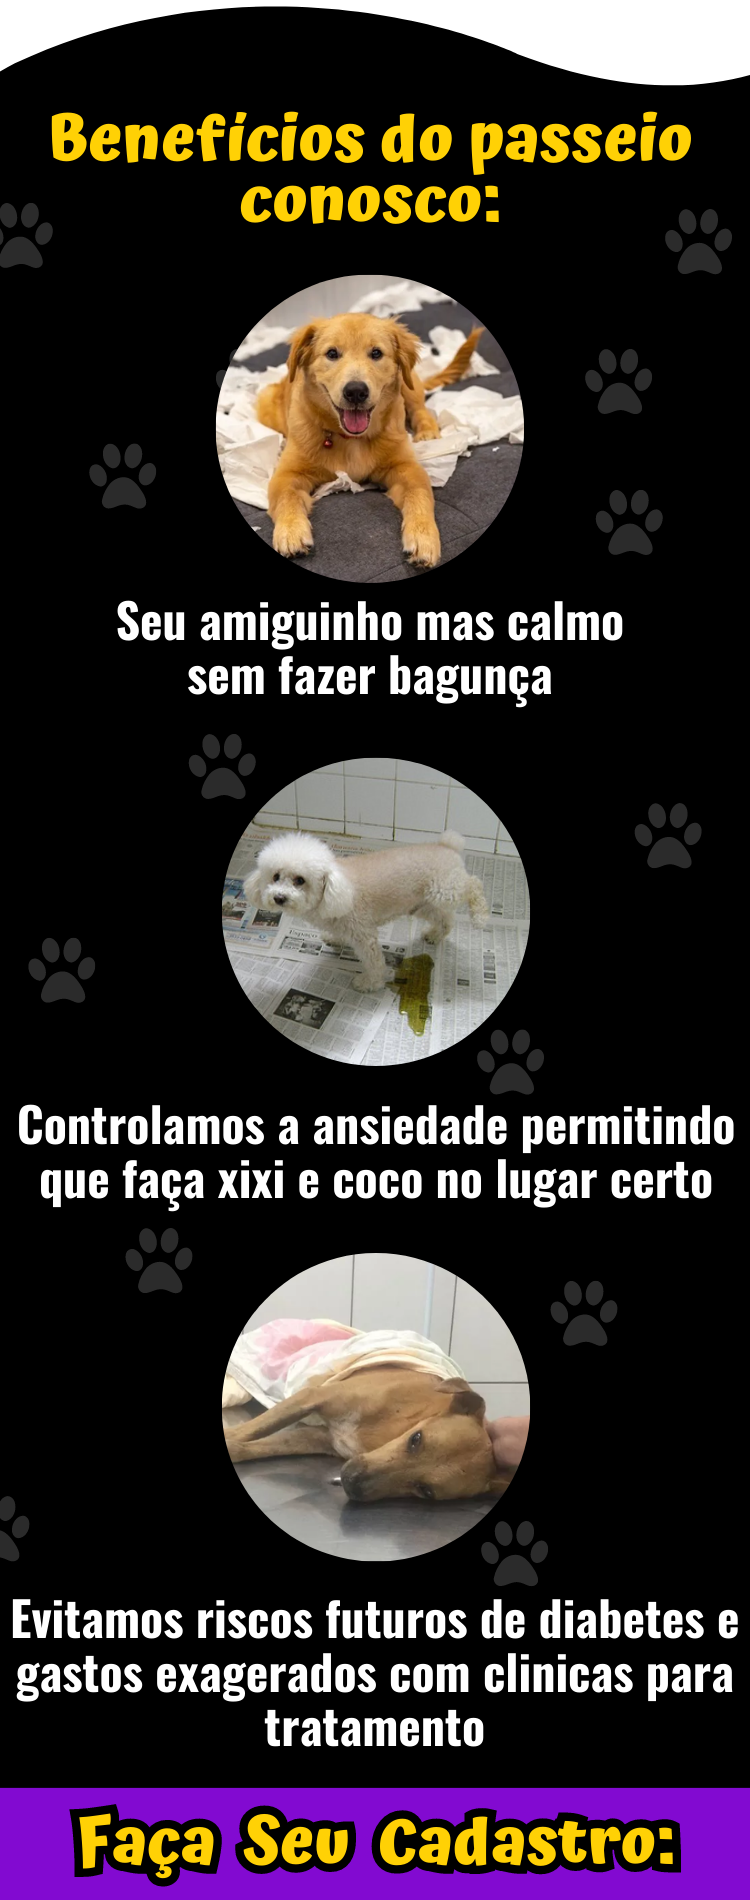 Benefícios do passeio
conosco:
Seu amiguinho mas calmo
sem fazer bagunça
Controlamos a ansiedade permitindo
que faça xixi e coco no lugar certo
Evitamos riscos futuros de diabetes e
gastos exagerados com clinicas para
tratamento
Faça Seu Cadastro: